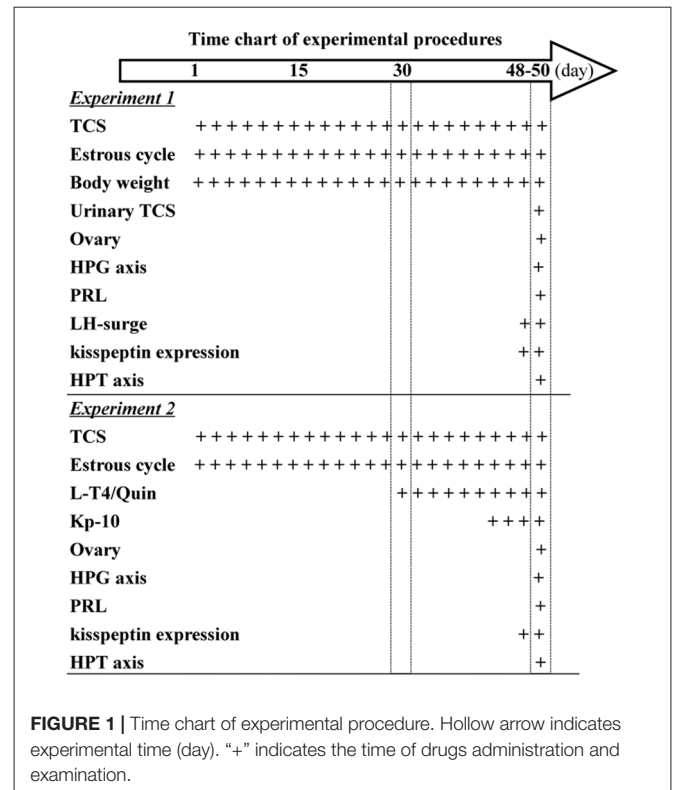 Time chart of experimental procedures
1 15 30 48-50 (day)
Experiment 1
TCS +++++++++++++++++++++++
Estrous cycle +++++++++++++++++++++++
Body weight +++++++++++++++++++++++
Urinary TCS +
Ovary +
HPG axis +
PRL +
LH-surge ++
kisspeptin expression ++
HPT axis +
Experiment 2
TCS +++++++++++++++++++++++
Estrous cycle +++++++++++++++++++++++
L-T4/Quin ++++++++++
Kp-10 ++++
Ovary +
HPG axis +
PRL +
kisspeptin expression ++
HPT axis +
FIGURE 1 | Time chart of experimental procedure. Hollow arrow indicates
experimental time (day). “+” indicates the time of drugs administration and
examination.